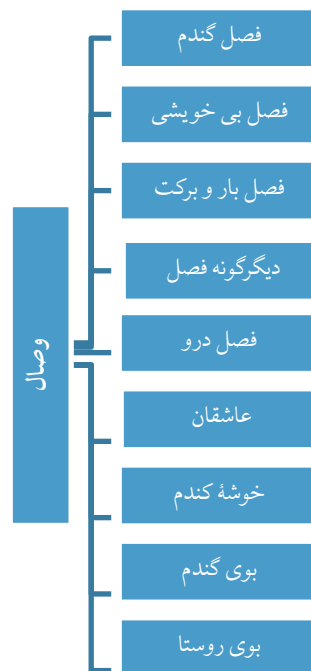 وصال
فصل گندم
فصل بی خویشی
فصل بار و برکت
دیگرگونه فصل
فصل درو
عاشقان
خوشۀ کندم
بوی گندم
بوی روستا